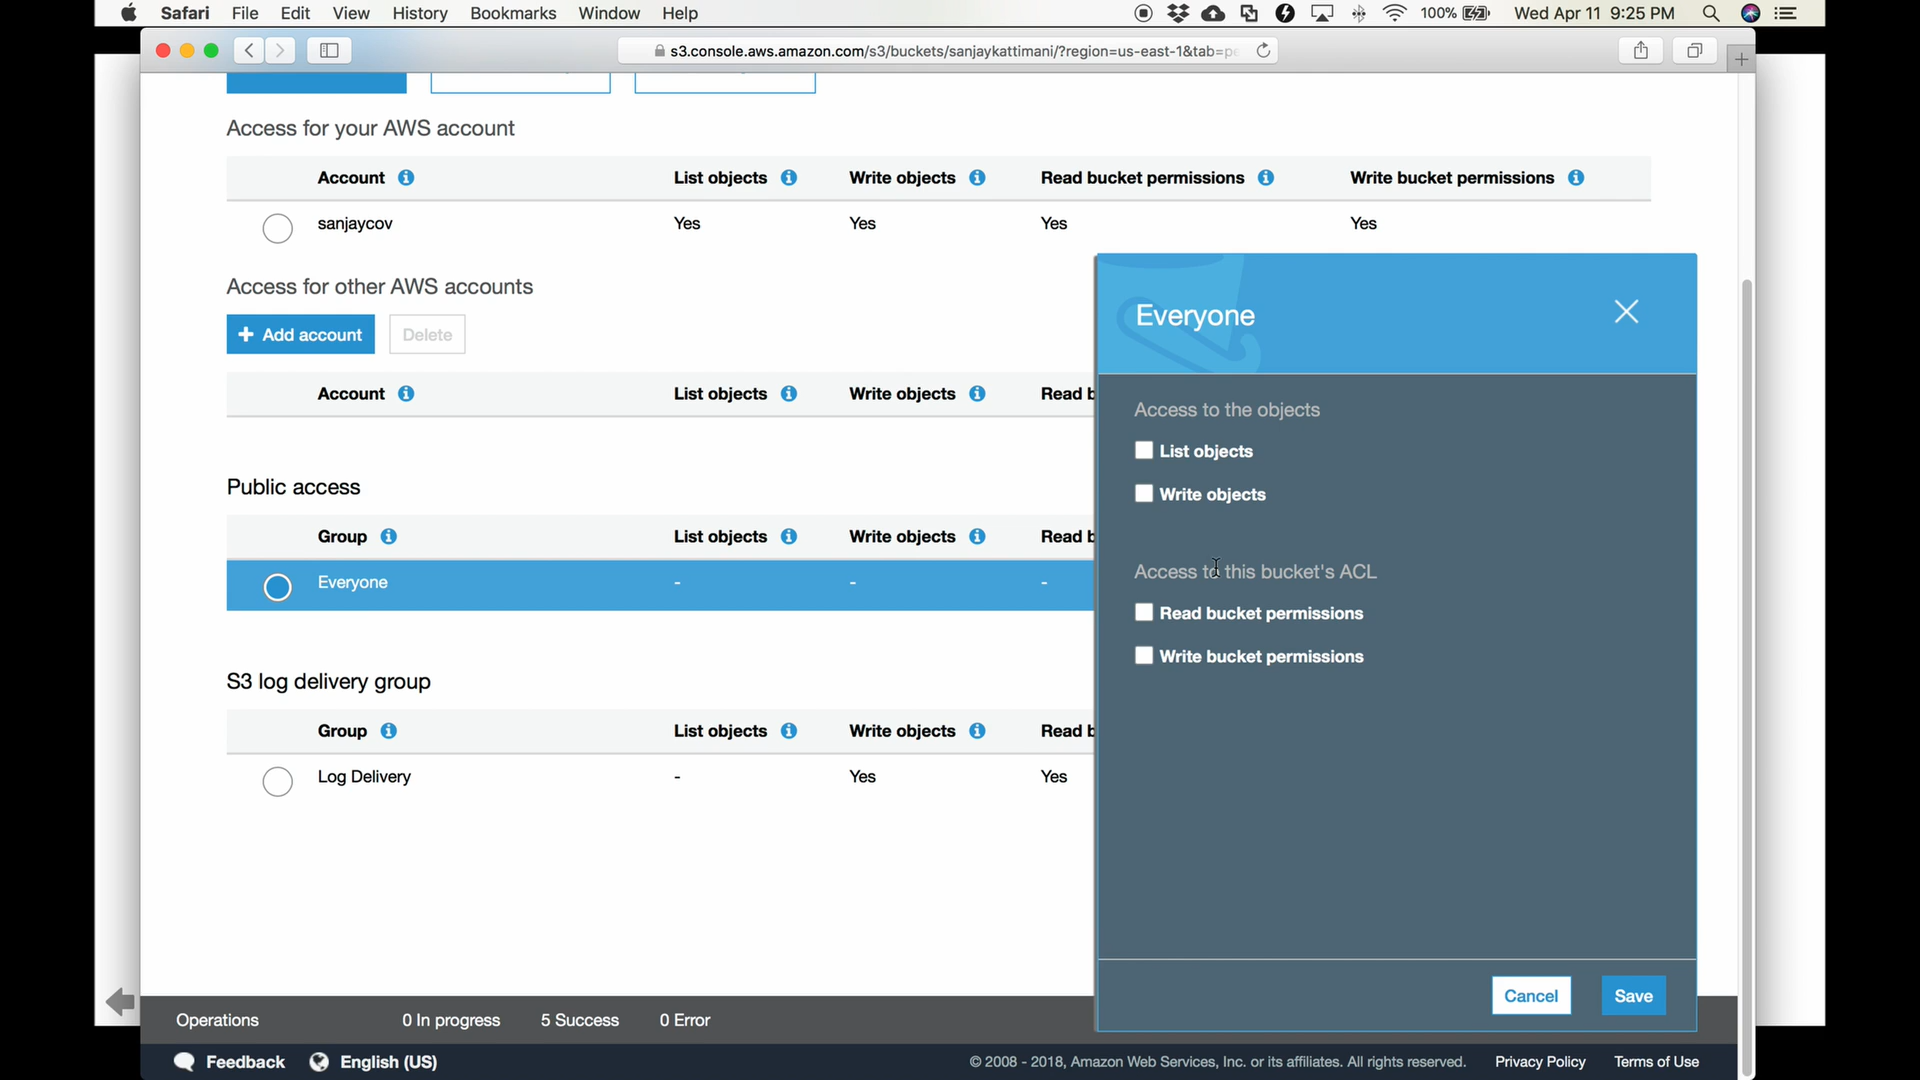 Safari File Edit View History Bookmarks Window Help 100% Wed Apr 11 9:25 PM
s3.console.aws.amazon.com/s3/buckets/sanjaykattimani/?region=us-east-1&tab=pe
Access for your AWS account
Account List objects Write objects Read bucket permissions Write bucket permissions
sanjaycov Yes Yes Yes Yes
Access for other AWS accounts
+ Add account Delete
Account List objects Write objects Read b
Public access
Group List objects Write objects Read b
Everyone - - -
S3 log delivery group
Group List objects Write objects Read b
Log Delivery - Yes Yes
Everyone
Access to the objects
List objects
Write objects
Access to this bucket's ACL
Read bucket permissions
Write bucket permissions
Cancel Save
Operations 0 In progress 5 Success 0 Error
Feedback English (US) © 2008 - 2018, Amazon Web Services, Inc. or its affiliates. All rights reserved. Privacy Policy Terms of Use